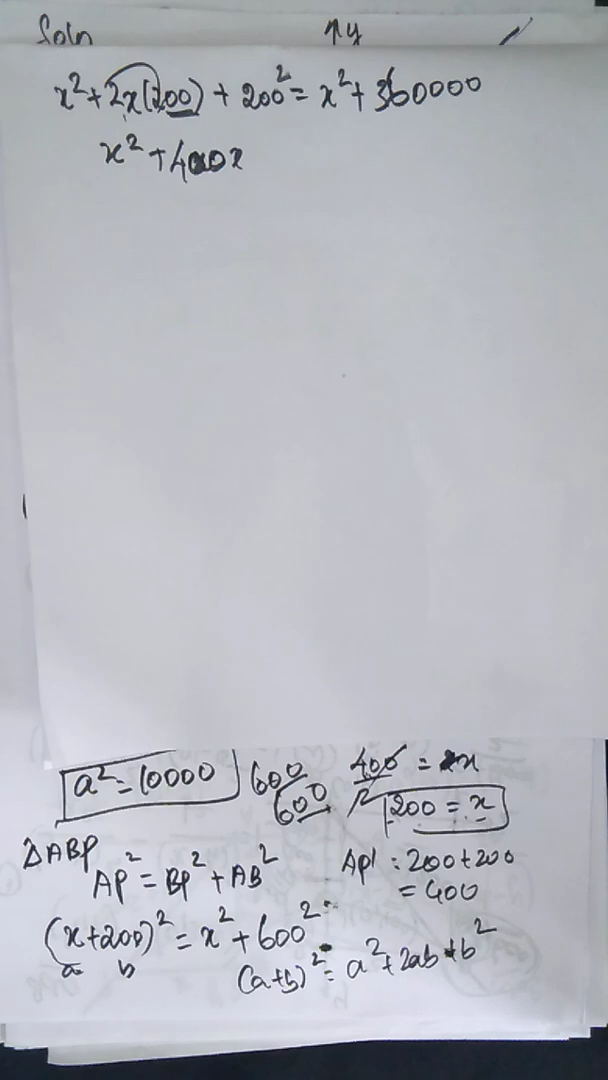 Soln
x²+2x(200)+200²=x²+360000
x²+400x
a²=10000
600
600
400 = x
200 = x
ΔABP
AP²=BP²+AB²
AP = 200+200
= 400
(x+200)²=x²+600²
a b
(a+b)²=a²+2ab+b²